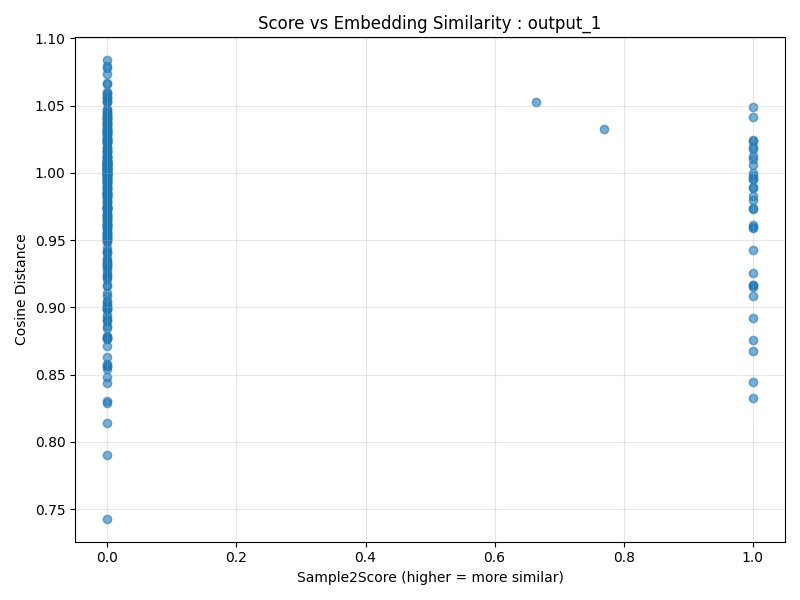 Score vs Embedding Similarity : output_1
Cosine Distance
1.10
1.05
1.00
0.95
0.90
0.85
0.80
0.75
0.0 0.2 0.4 0.6 0.8 1.0
Sample2Score (higher = more similar)